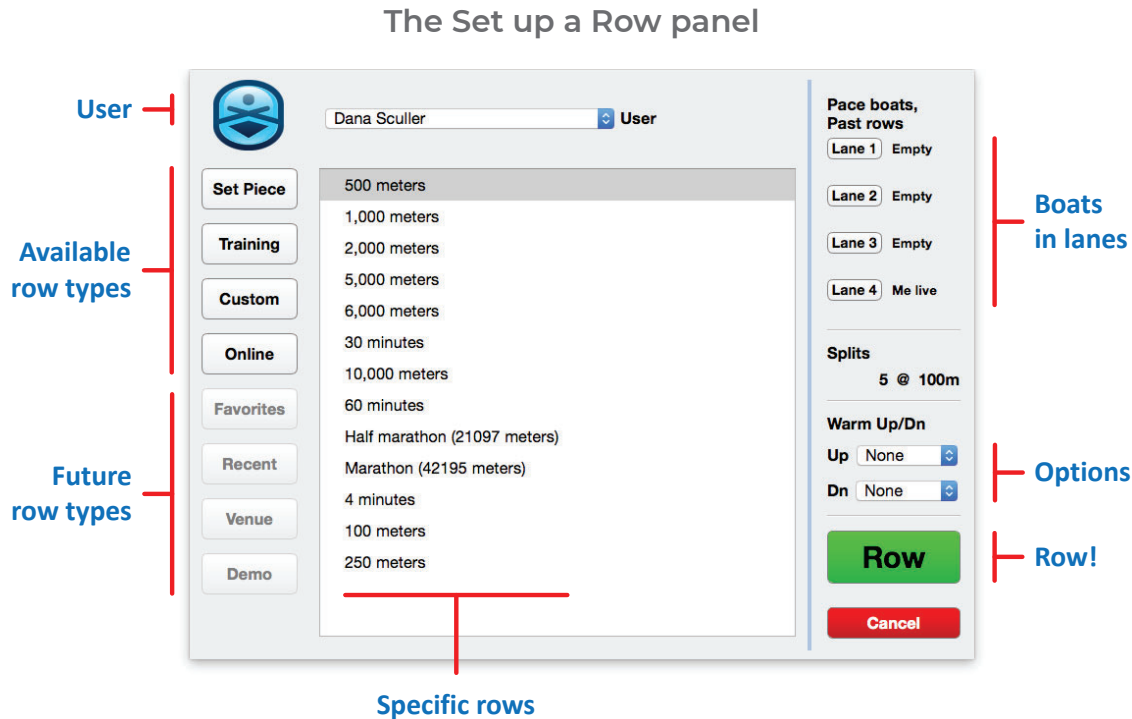 The Set up a Row panel
User
Dana Sculler
User
Pace boats,
Past rows
Lane 1 Empty
Lane 2 Empty
Lane 3 Empty
Lane 4 Me live
Boats
in lanes
Available
row types
Set Piece
Training
Custom
Online
Future
row types
Favorites
Recent
Venue
Demo
500 meters
1,000 meters
2,000 meters
5,000 meters
6,000 meters
30 minutes
10,000 meters
60 minutes
Half marathon (21097 meters)
Marathon (42195 meters)
4 minutes
100 meters
250 meters
Specific rows
Splits
5 @ 100m
Warm Up/Dn
Up None
Dn None
Options
Row
Row!
Cancel